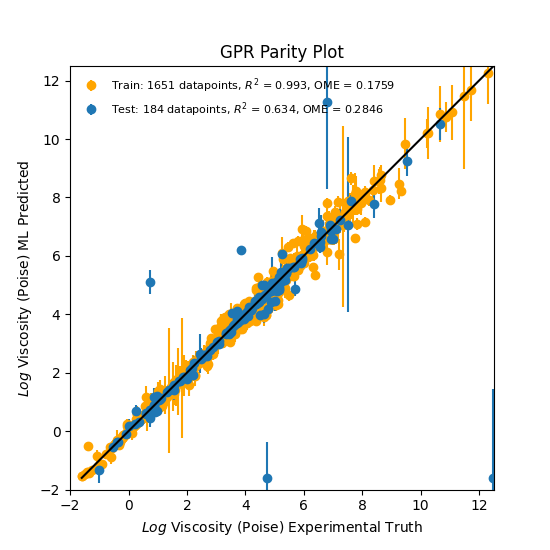 GPR Parity Plot
Train: 1651 datapoints, R² = 0.993, OME = 0.1759
Test: 184 datapoints, R² = 0.634, OME = 0.2846
12
10
8
6
4
2
0
−2
Log Viscosity (Poise) ML Predicted
−2 0 2 4 6 8 10 12
Log Viscosity (Poise) Experimental Truth